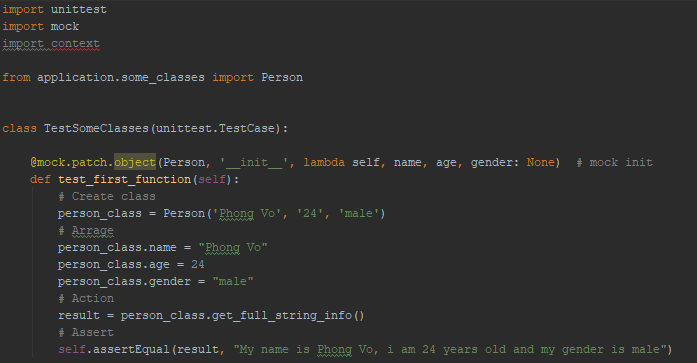 import unittest
import mock
import context
from application.some_classes import Person
class TestSomeClasses(unittest.TestCase):
@mock.patch.object(Person, '__init__', lambda self, name, age, gender: None)  # mock init
def test_first_function(self):
# Create class
person_class = Person('Phong Vo', '24', 'male')
# Arrage
person_class.name = "Phong Vo"
person_class.age = 24
person_class.gender = "male"
# Action
result = person_class.get_full_string_info()
# Assert
self.assertEqual(result, "My name is Phong Vo, i am 24 years old and my gender is male")